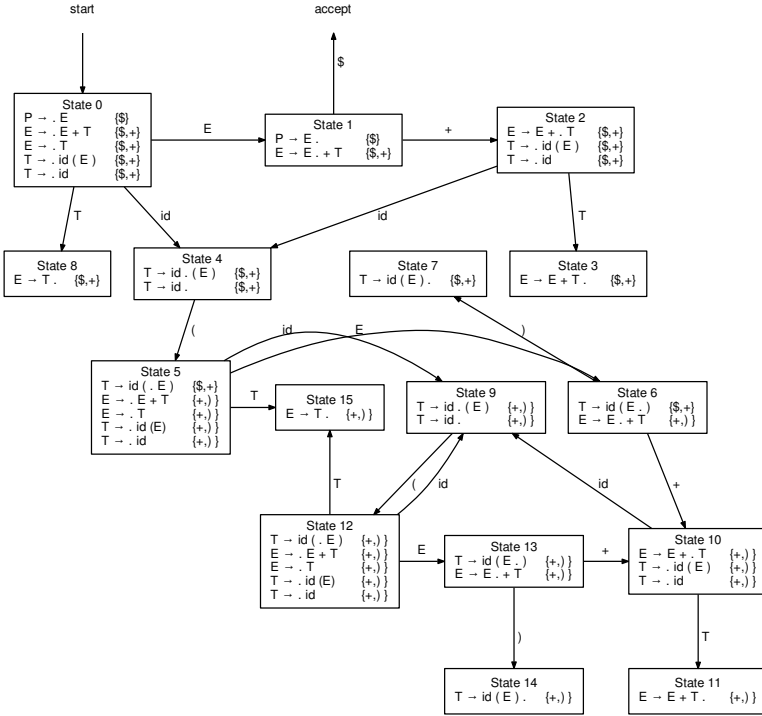 start
accept
$
State 0
P → . E {$}
E → . E + T {$,+}
E → . T {$,+}
T → . id ( E ) {$,+}
T → . id {$,+}
E
State 1
P → E . {$}
E → E . + T {$,+}
+
State 2
E → E + . T {$,+}
T → . id ( E ) {$,+}
T → . id {$,+}
T
id
id
T
State 8
E → T . {$,+}
State 4
T → id . ( E ) {$,+}
T → id . {$,+}
State 7
T → id ( E ) . {$,+}
State 3
E → E + T . {$,+}
(
id
E
)
State 5
T → id ( . E ) {$,+}
E → . E + T {+,) }
E → . T {+,) }
T → . id (E) {+,) }
T → . id {+,) }
T
State 15
E → T . {+,) }
State 9
T → id . ( E ) {+,) }
T → id . {+,) }
State 6
T → id ( E . ) {$,+}
E → E . + T {+,) }
T
(
id
id
+
State 12
T → id ( . E ) {+,) }
E → . E + T {+,) }
E → . T {+,) }
T → . id (E) {+,) }
T → . id {+,) }
E
State 13
T → id ( E . ) {+,) }
E → E . + T {+,) }
+
State 10
E → E + . T {+,) }
T → . id ( E ) {+,) }
T → . id {+,) }
)
T
State 14
T → id ( E ) . {+,) }
State 11
E → E + T . {+,) }